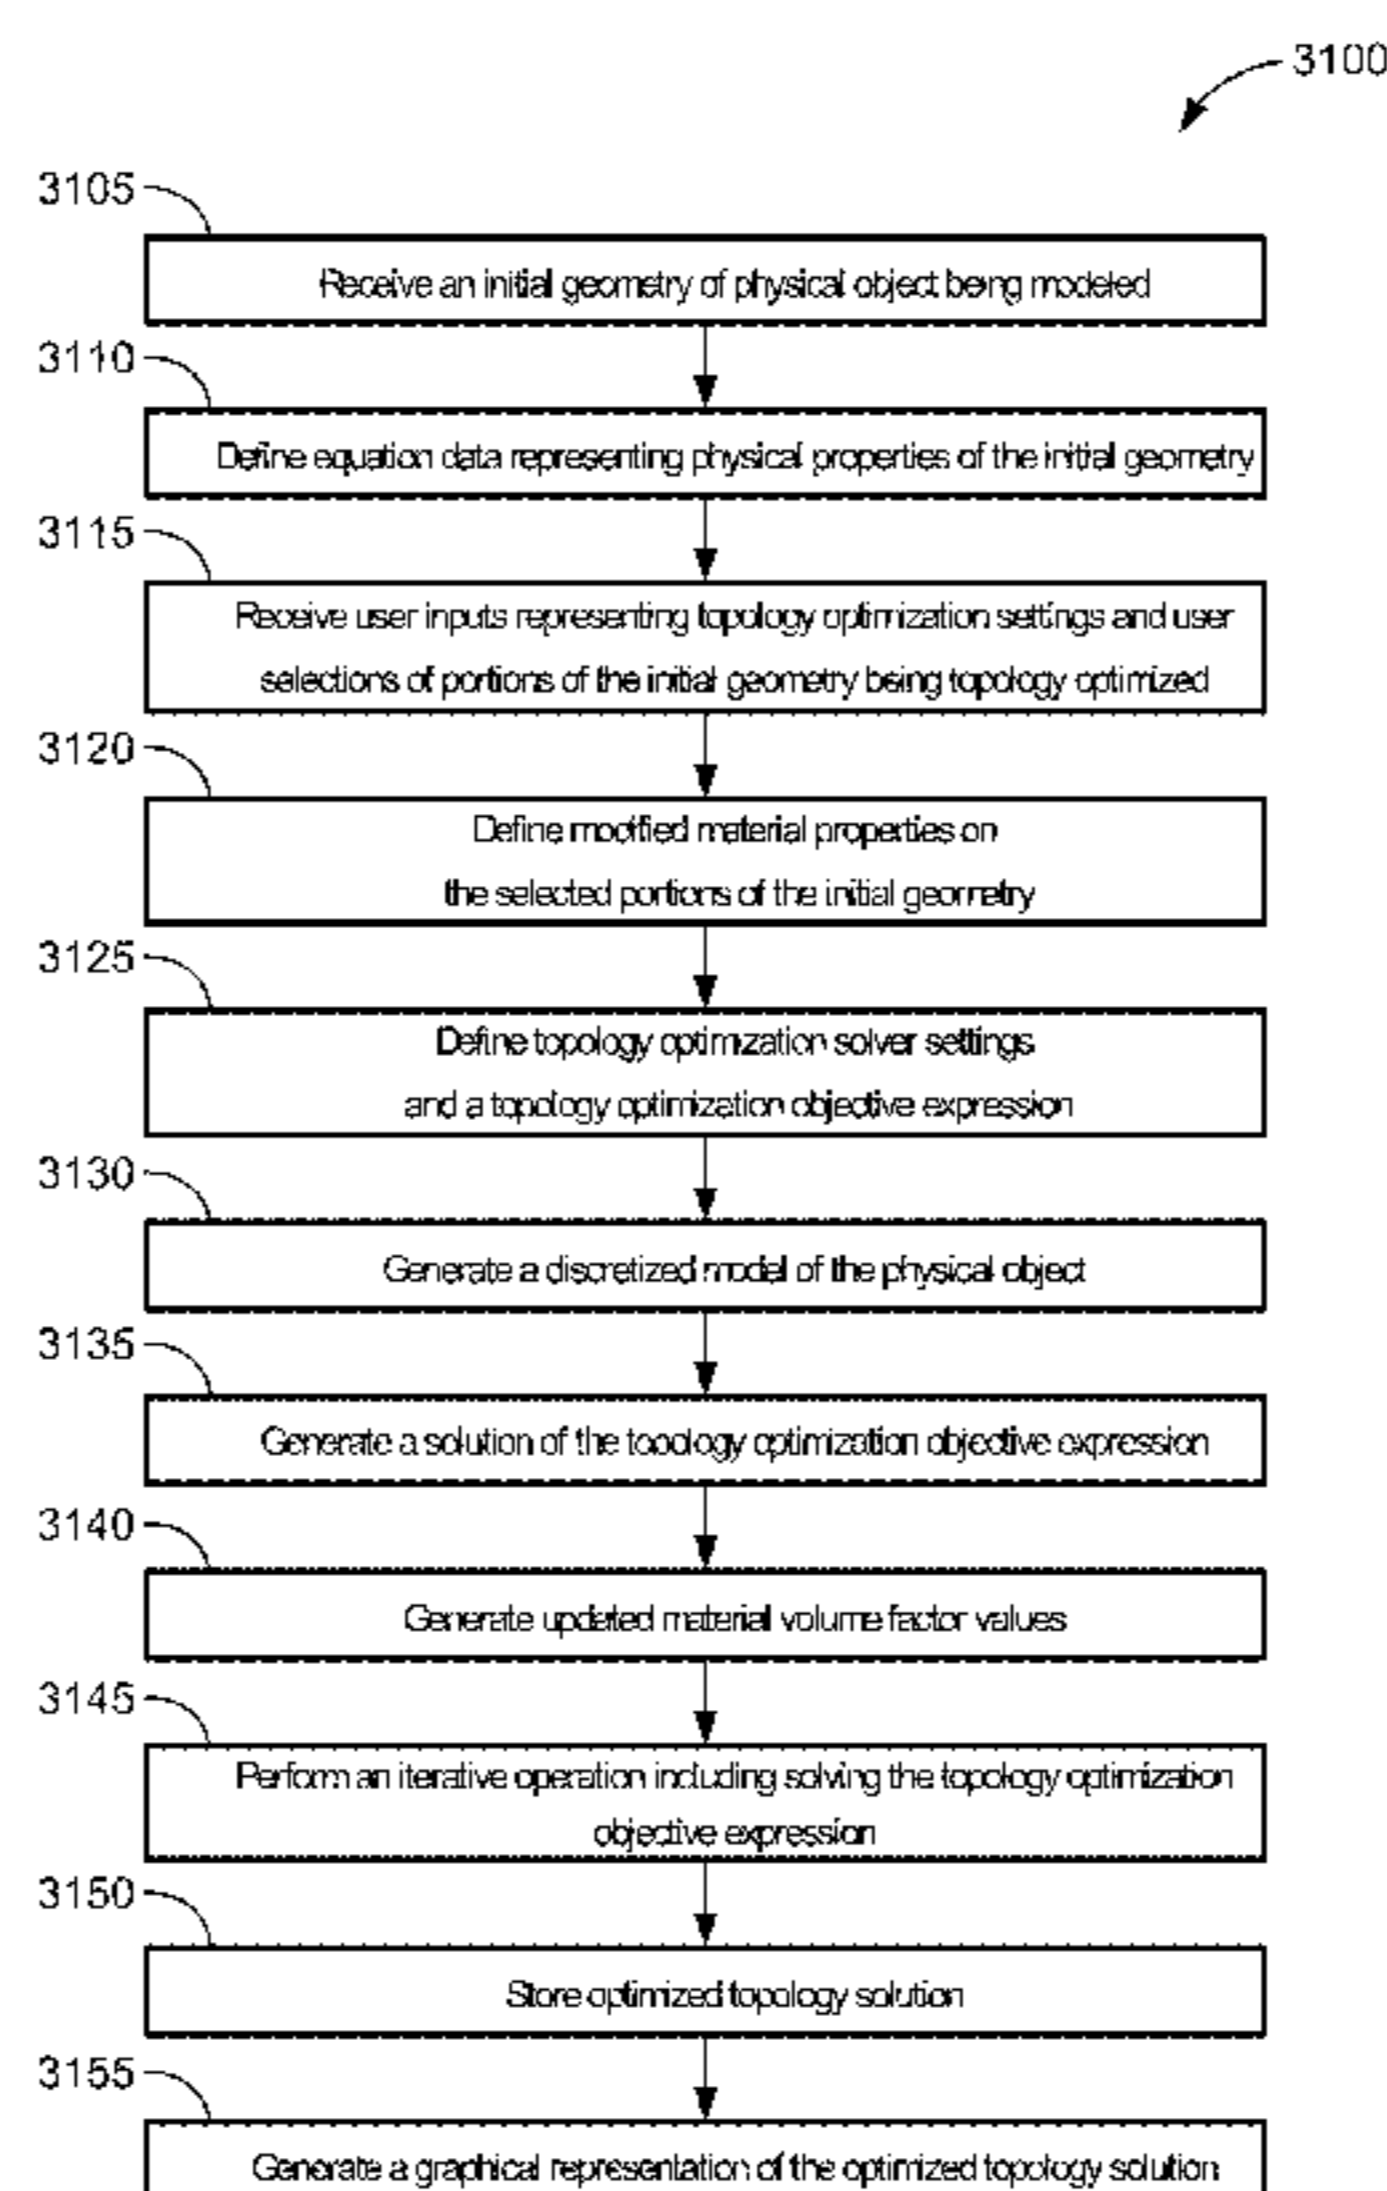 3100
3105
Receive an initial geometry of physical object being modeled
3110
Define equation data representing physical properties of the initial geometry
3115
Receive user inputs representing topology optimization settings and user
selections of portions of the initial geometry being topology optimized
3120
Define modified material properties on
the selected portions of the initial geometry
3125
Define topology optimization solver settings
and a topology optimization objective expression
3130
Generate a discretized model of the physical object
3135
Generate a solution of the topology optimization objective expression
3140
Generate updated material volume factor values
3145
Perform an iterative operation including solving the topology optimization
objective expression
3150
Store optimized topology solution
3155
Generate a graphical representation of the optimized topology solution